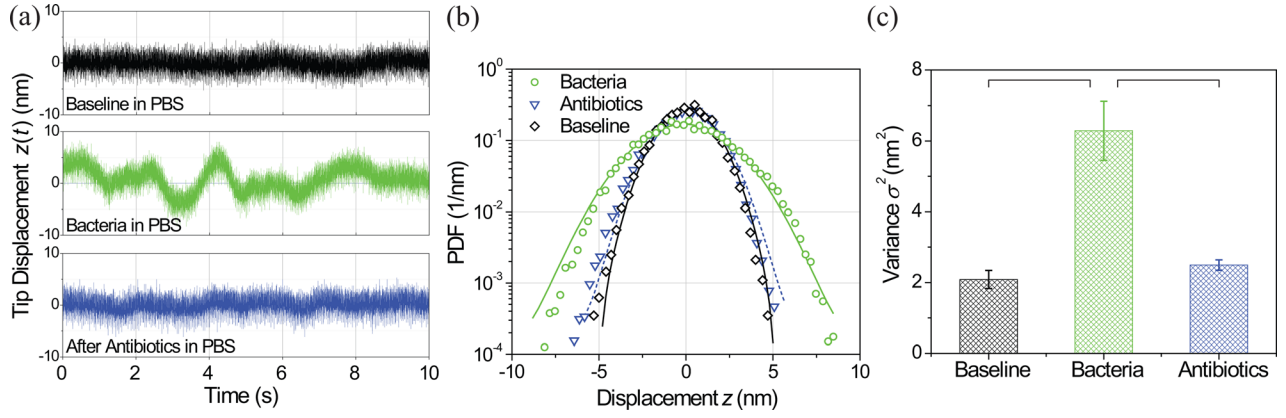 (a)
Tip Displacement z(t) (nm)
10
0
-10
Baseline in PBS
10
0
-10
Bacteria in PBS
10
0
-10
After Antibiotics in PBS
0 2 4 6 8 10
Time (s)
(b)
PDF (1/nm)
10^0
10^-1
10^-2
10^-3
10^-4
Bacteria
Antibiotics
Baseline
-10 -5 0 5 10
Displacement z (nm)
(c)
Variance σ^2 (nm^2)
8
6
4
2
0
Baseline Bacteria Antibiotics